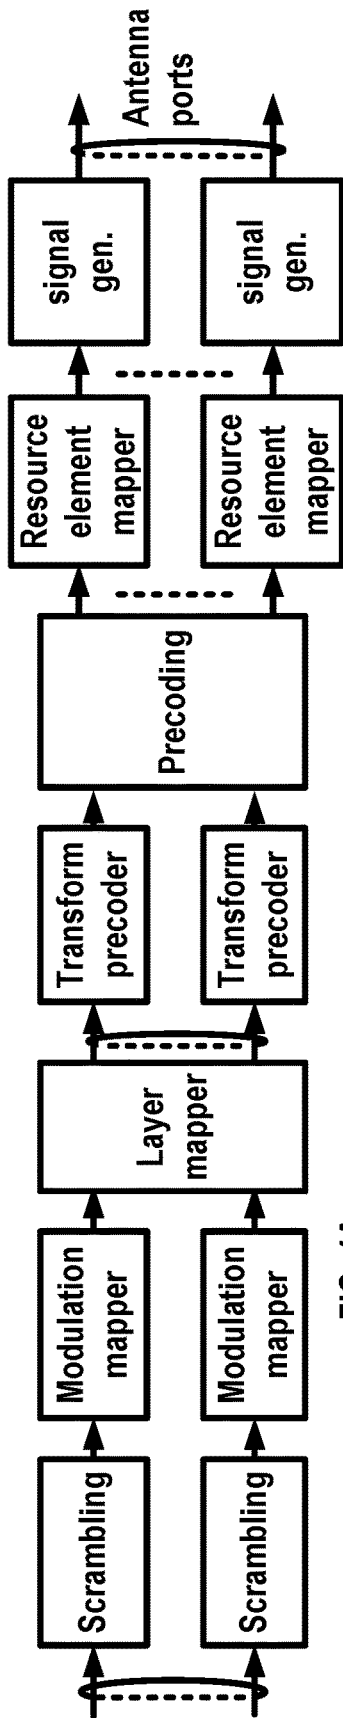 Scrambling
Scrambling
Modulation
mapper
Modulation
mapper
Layer
mapper
Transform
precoder
Transform
precoder
Precoding
Resource
element
mapper
Resource
element
mapper
signal
gen.
signal
gen.
Antenna
ports